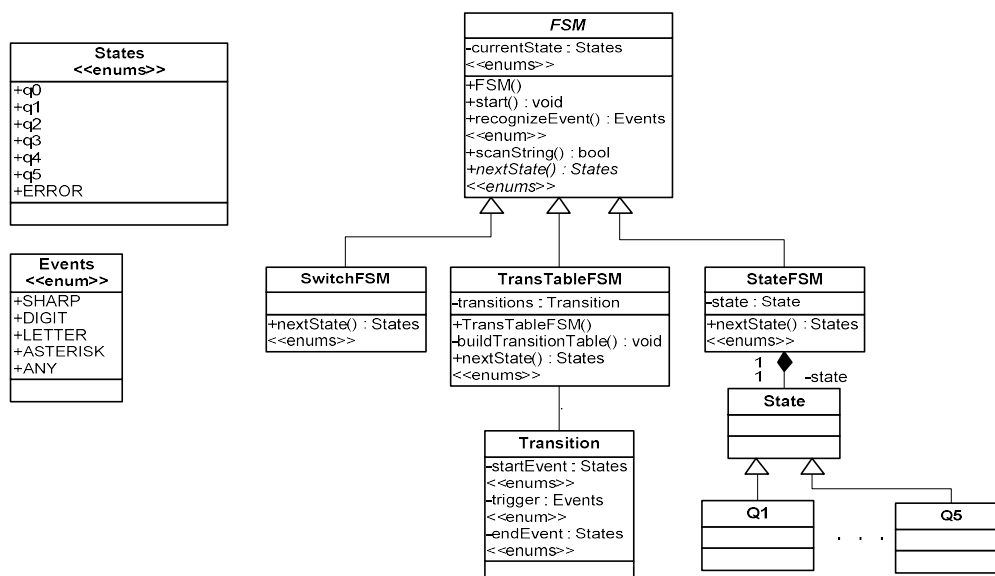 FSM
-currentState : States
<<enums>>
+FSM()
+start() : void
+recognizeEvent() : Events
<<enum>>
+scanString() : bool
+nextState() : States
<<enums>>
States
<<enums>>
+q0
+q1
+q2
+q3
+q4
+q5
+ERROR
Events
<<enum>>
+SHARP
+DIGIT
+LETTER
+ASTERISK
+ANY
SwitchFSM
+nextState() : States
<<enums>>
TransTableFSM
-transitions : Transition
+TransTableFSM()
-buildTransitionTable() : void
+nextState() : States
<<enums>>
StateFSM
-state : State
+nextState() : States
<<enums>>
1
1 -state
State
Transition
-startEvent : States
<<enums>>
-trigger : Events
<<enum>>
-endEvent : States
<<enums>>
Q1
. . .
Q5